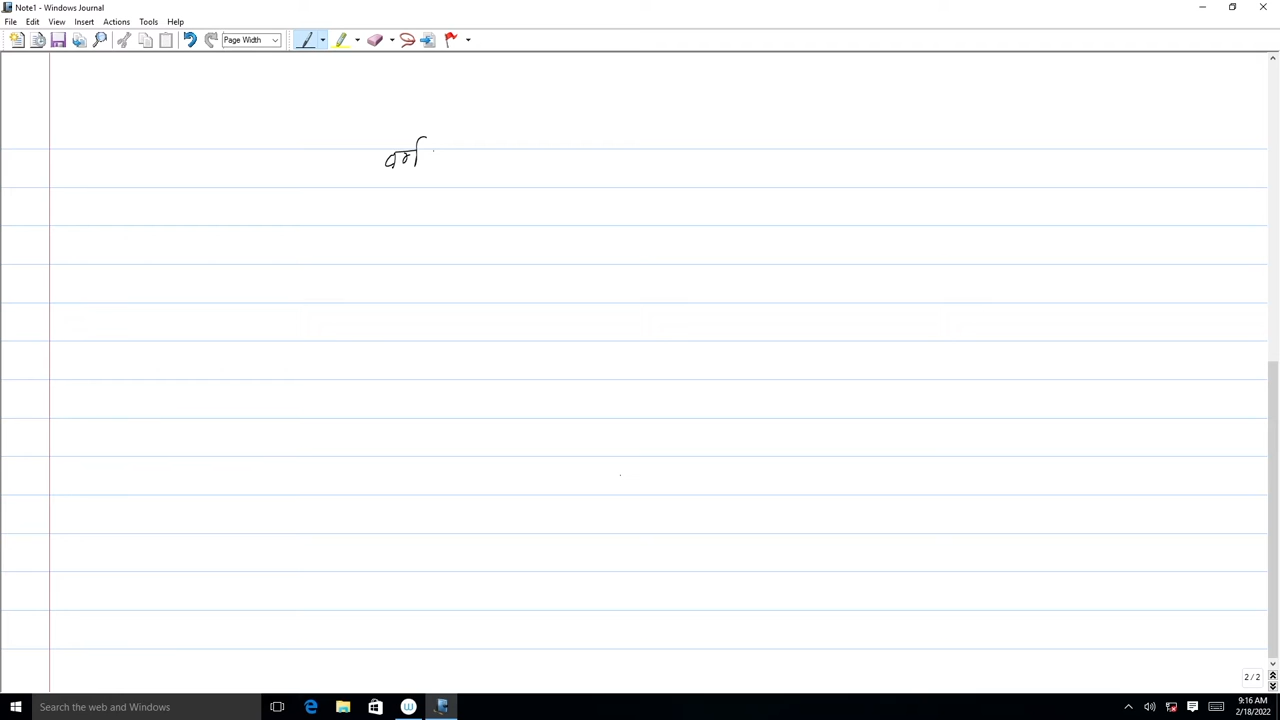 Note1 - Windows Journal
File Edit View Insert Actions Tools Help
Page Width
वर्ग
2 / 2
Search the web and Windows
9:16 AM
2/18/2022